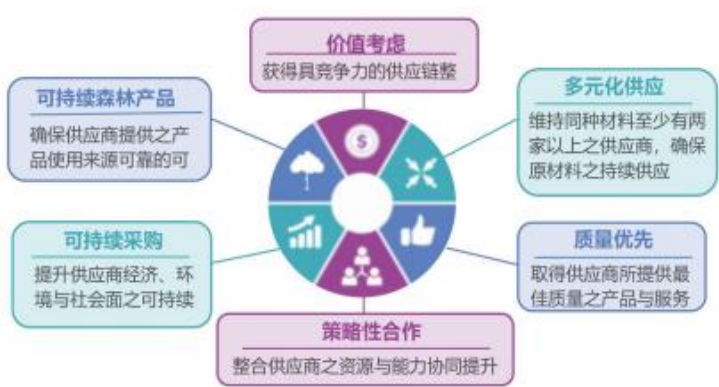 价值考虑
获得具竞争力的供应链整
可持续森林产品
确保供应商提供之产
品使用来源可靠的可
多元化供应
维持同种材料至少有两
家以上之供应商，确保
原材料之持续供应
可持续采购
提升供应商经济、环
境与社会面之可持续
质量优先
取得供应商所提供最
佳质量之产品与服务
策略性合作
整合供应商之资源与能力协同提升
$